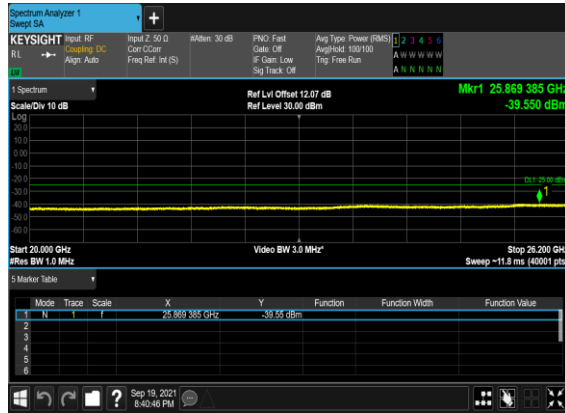 Spectrum Analyzer 1
Swept SA
+
KEYSIGHT Input: RF Input Z: 50 Ω #Atten: 30 dB PNO: Fast Avg Type: Power (RMS) 1 2 3 4 5 6
RL Coupling: DC Corr CCorr Gate: Off Avg|Hold: 100/100 A W W W W W
Align: Auto Freq Ref: Int (S) IF Gain: Low Trig: Free Run
Sig Track: Off A N N N N N
1 Spectrum Ref Lvl Offset 12.07 dB Mkr1 25.869 385 GHz
Scale/Div 10 dB Ref Level 30.00 dBm -39.550 dBm
Log
20.0
10.0
0.00
-10.0
-20.0
DL1 -25.00 dBm
-30.0
1
-40.0
-50.0
-60.0
Start 20.000 GHz Video BW 3.0 MHz* Stop 26.200 GHz
#Res BW 1.0 MHz Sweep ~11.8 ms (40001 pts)
5 Marker Table
Mode Trace Scale X Y Function Function Width Function Value
1 N 1 f 25.869 385 GHz -39.55 dBm
2
3
4
5
6
? Sep 19, 2021
8:40:46 PM